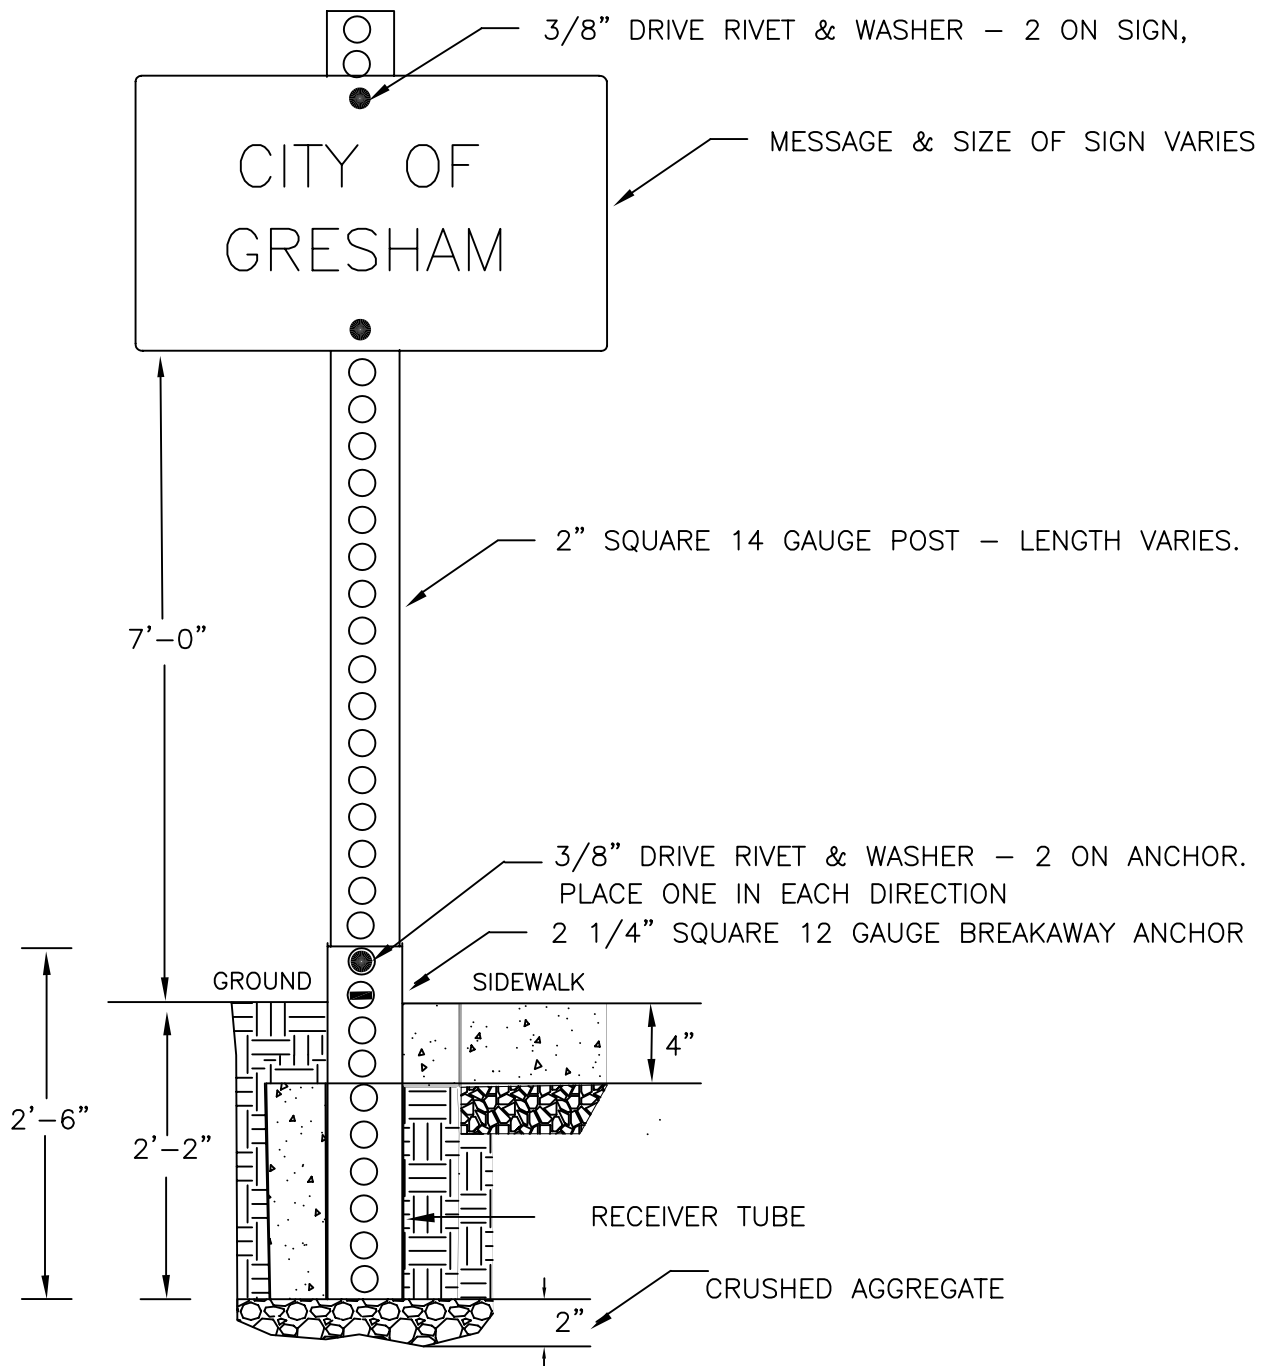 3/8” DRIVE RIVET & WASHER – 2 ON SIGN,
MESSAGE & SIZE OF SIGN VARIES
CITY OF
GRESHAM
2” SQUARE 14 GAUGE POST – LENGTH VARIES.
7’–0”
3/8” DRIVE RIVET & WASHER – 2 ON ANCHOR.
PLACE ONE IN EACH DIRECTION
2 1/4” SQUARE 12 GAUGE BREAKAWAY ANCHOR
GROUND
SIDEWALK
4”
2’–6”
2’–2”
RECEIVER TUBE
CRUSHED AGGREGATE
2”